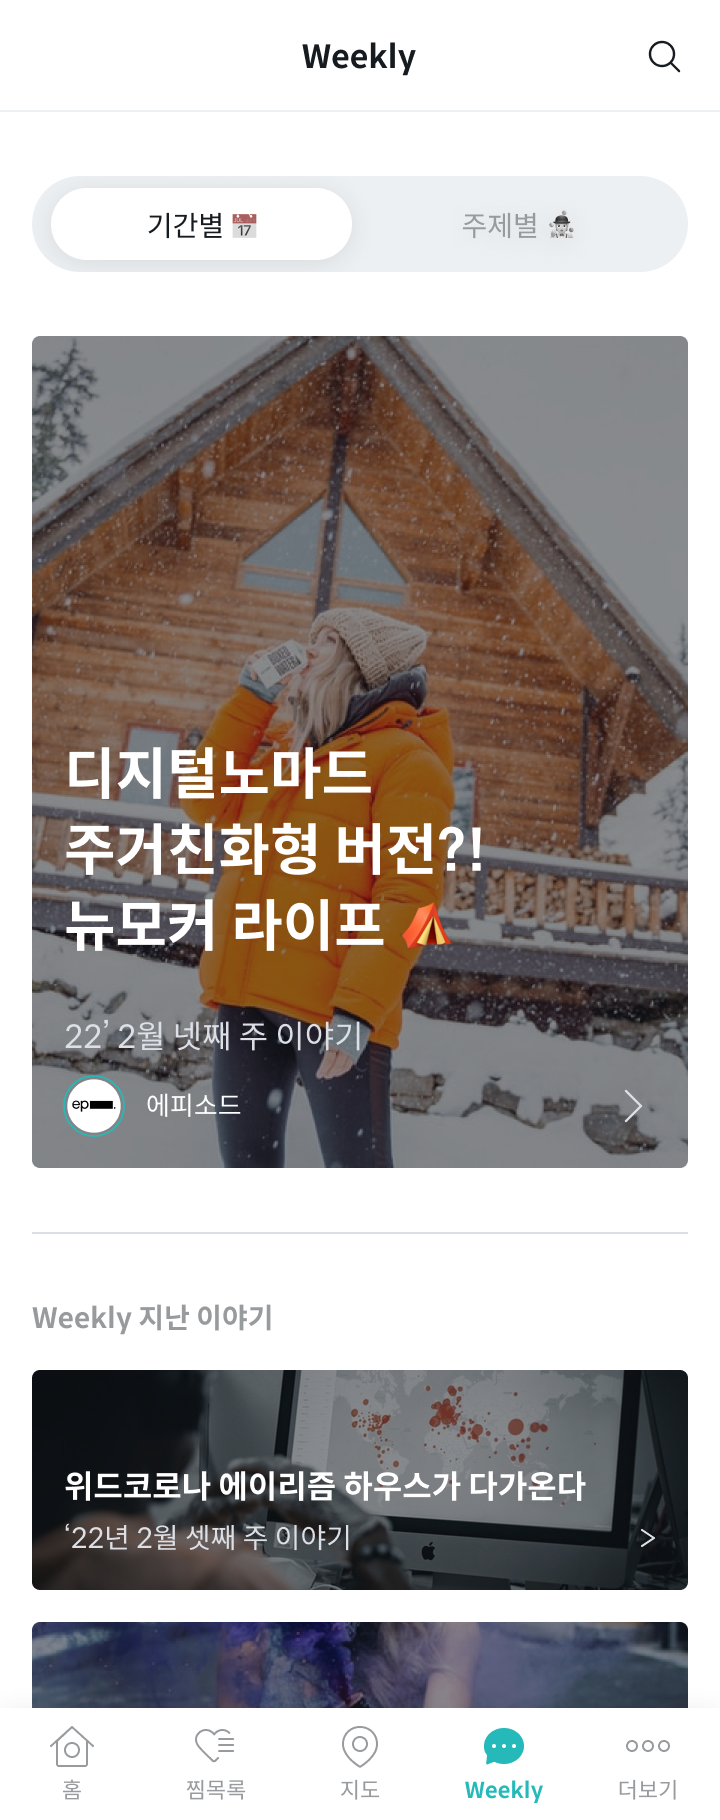 Weekly
기간별
17
주제별
BOXED
WATER
디지털노마드
주거친화형 버전?!
뉴모커 라이프
22’ 2월 넷째 주 이야기
ep
에피소드
Weekly 지난 이야기
위드코로나 에이리즘 하우스가 다가온다
‘22년 2월 셋째 주 이야기
홈
찜목록
지도
Weekly
더보기